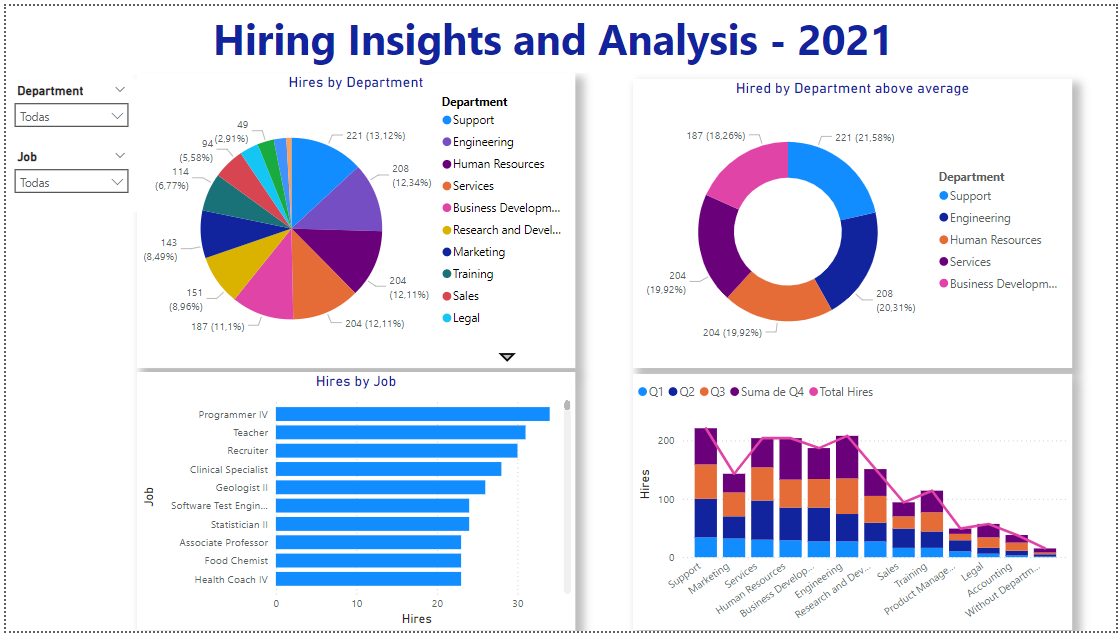 Hiring Insights and Analysis - 2021
Department
Todas
Job
Todas
Hires by Department
49
(2,91%)
94
(5,58%)
114
(6,77%)
143
(8,49%)
151
(8,96%)
187 (11,1%)
204 (12,11%)
204
(12,11%)
208
(12,34%)
221 (13,12%)
Department
Support
Engineering
Human Resources
Services
Business Developm...
Research and Devel...
Marketing
Training
Sales
Legal
Hired by Department above average
187 (18,26%)
221 (21,58%)
204
(19,92%)
208
(20,31%)
204 (19,92%)
Department
Support
Engineering
Human Resources
Services
Business Developm...
Hires by Job
Job
Programmer IV
Teacher
Recruiter
Clinical Specialist
Geologist II
Software Test Engin...
Statistician II
Associate Professor
Food Chemist
Health Coach IV
0
10
20
30
Hires
Q1 Q2 Q3 Suma de Q4 Total Hires
Hires
200
100
0
Support
Marketing
Services
Human Resources
Business Develop...
Engineering
Research and Dev...
Sales
Training
Product Manage...
Legal
Accounting
Without Departm...